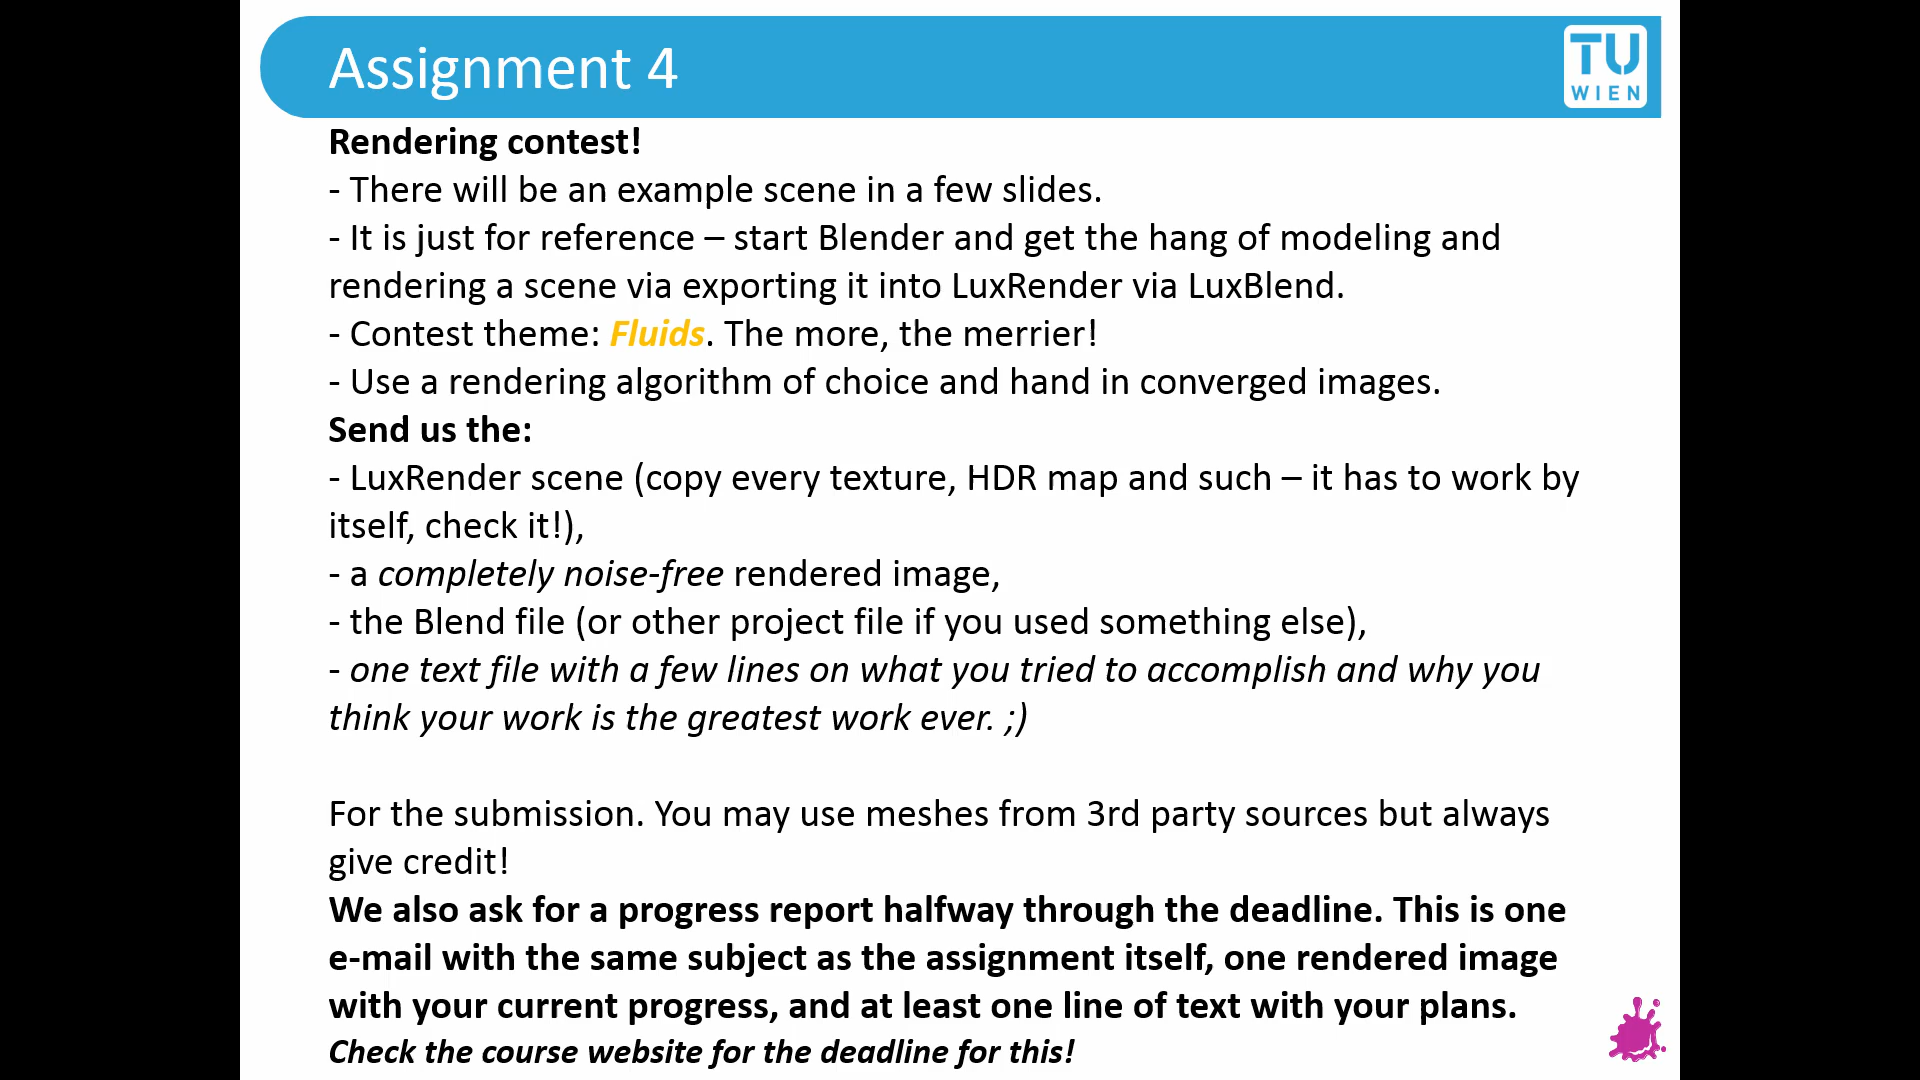 Assignment 4
TU
WIEN
Rendering contest!
- There will be an example scene in a few slides.
- It is just for reference – start Blender and get the hang of modeling and
rendering a scene via exporting it into LuxRender via LuxBlend.
- Contest theme: Fluids. The more, the merrier!
- Use a rendering algorithm of choice and hand in converged images.
Send us the:
- LuxRender scene (copy every texture, HDR map and such – it has to work by
itself, check it!),
- a completely noise-free rendered image,
- the Blend file (or other project file if you used something else),
- one text file with a few lines on what you tried to accomplish and why you
think your work is the greatest work ever. ;)
For the submission. You may use meshes from 3rd party sources but always
give credit!
We also ask for a progress report halfway through the deadline. This is one
e-mail with the same subject as the assignment itself, one rendered image
with your current progress, and at least one line of text with your plans.
Check the course website for the deadline for this!